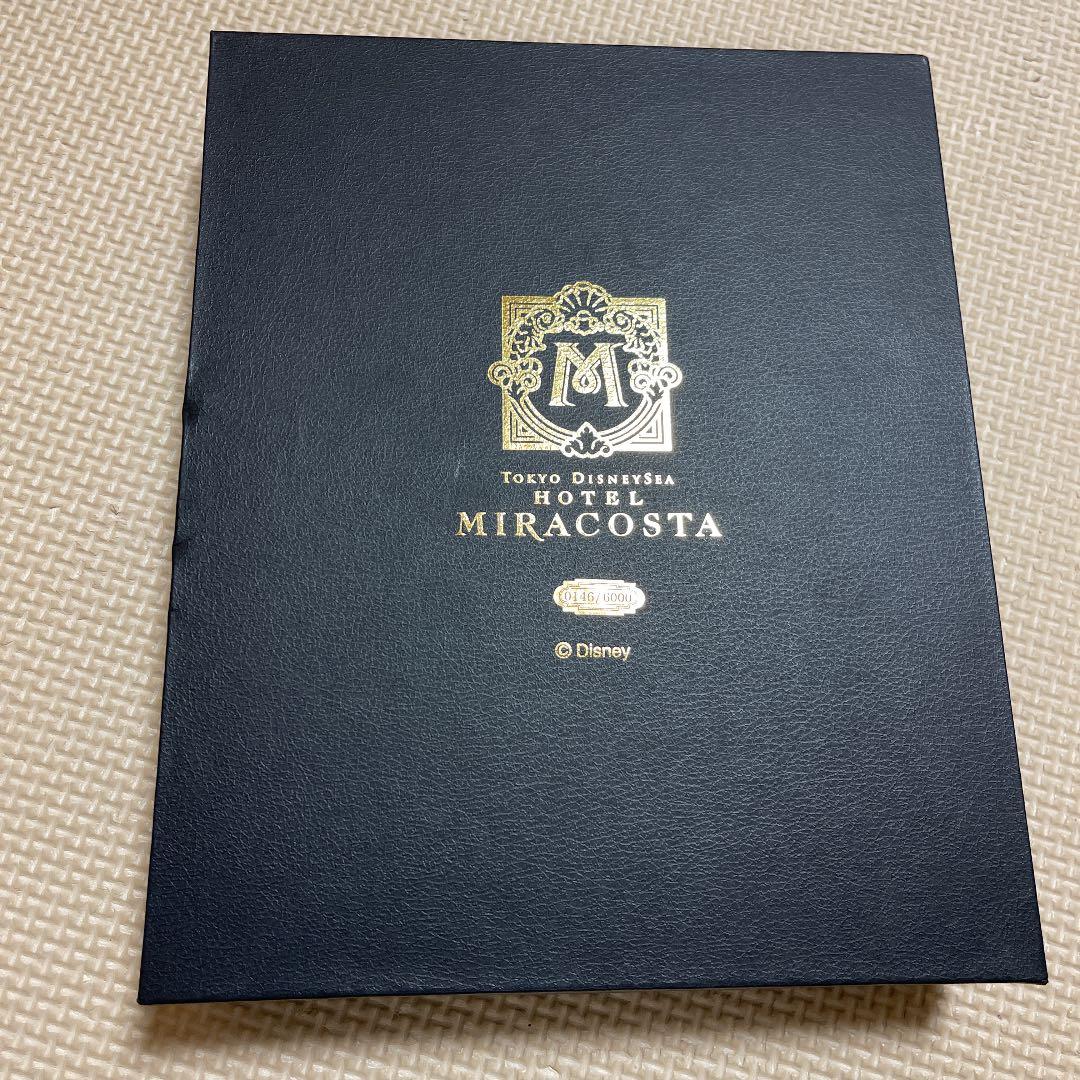 M
TOKYO DISNEYSEA
HOTEL
MIRACOSTA
0146/6000
© Disney